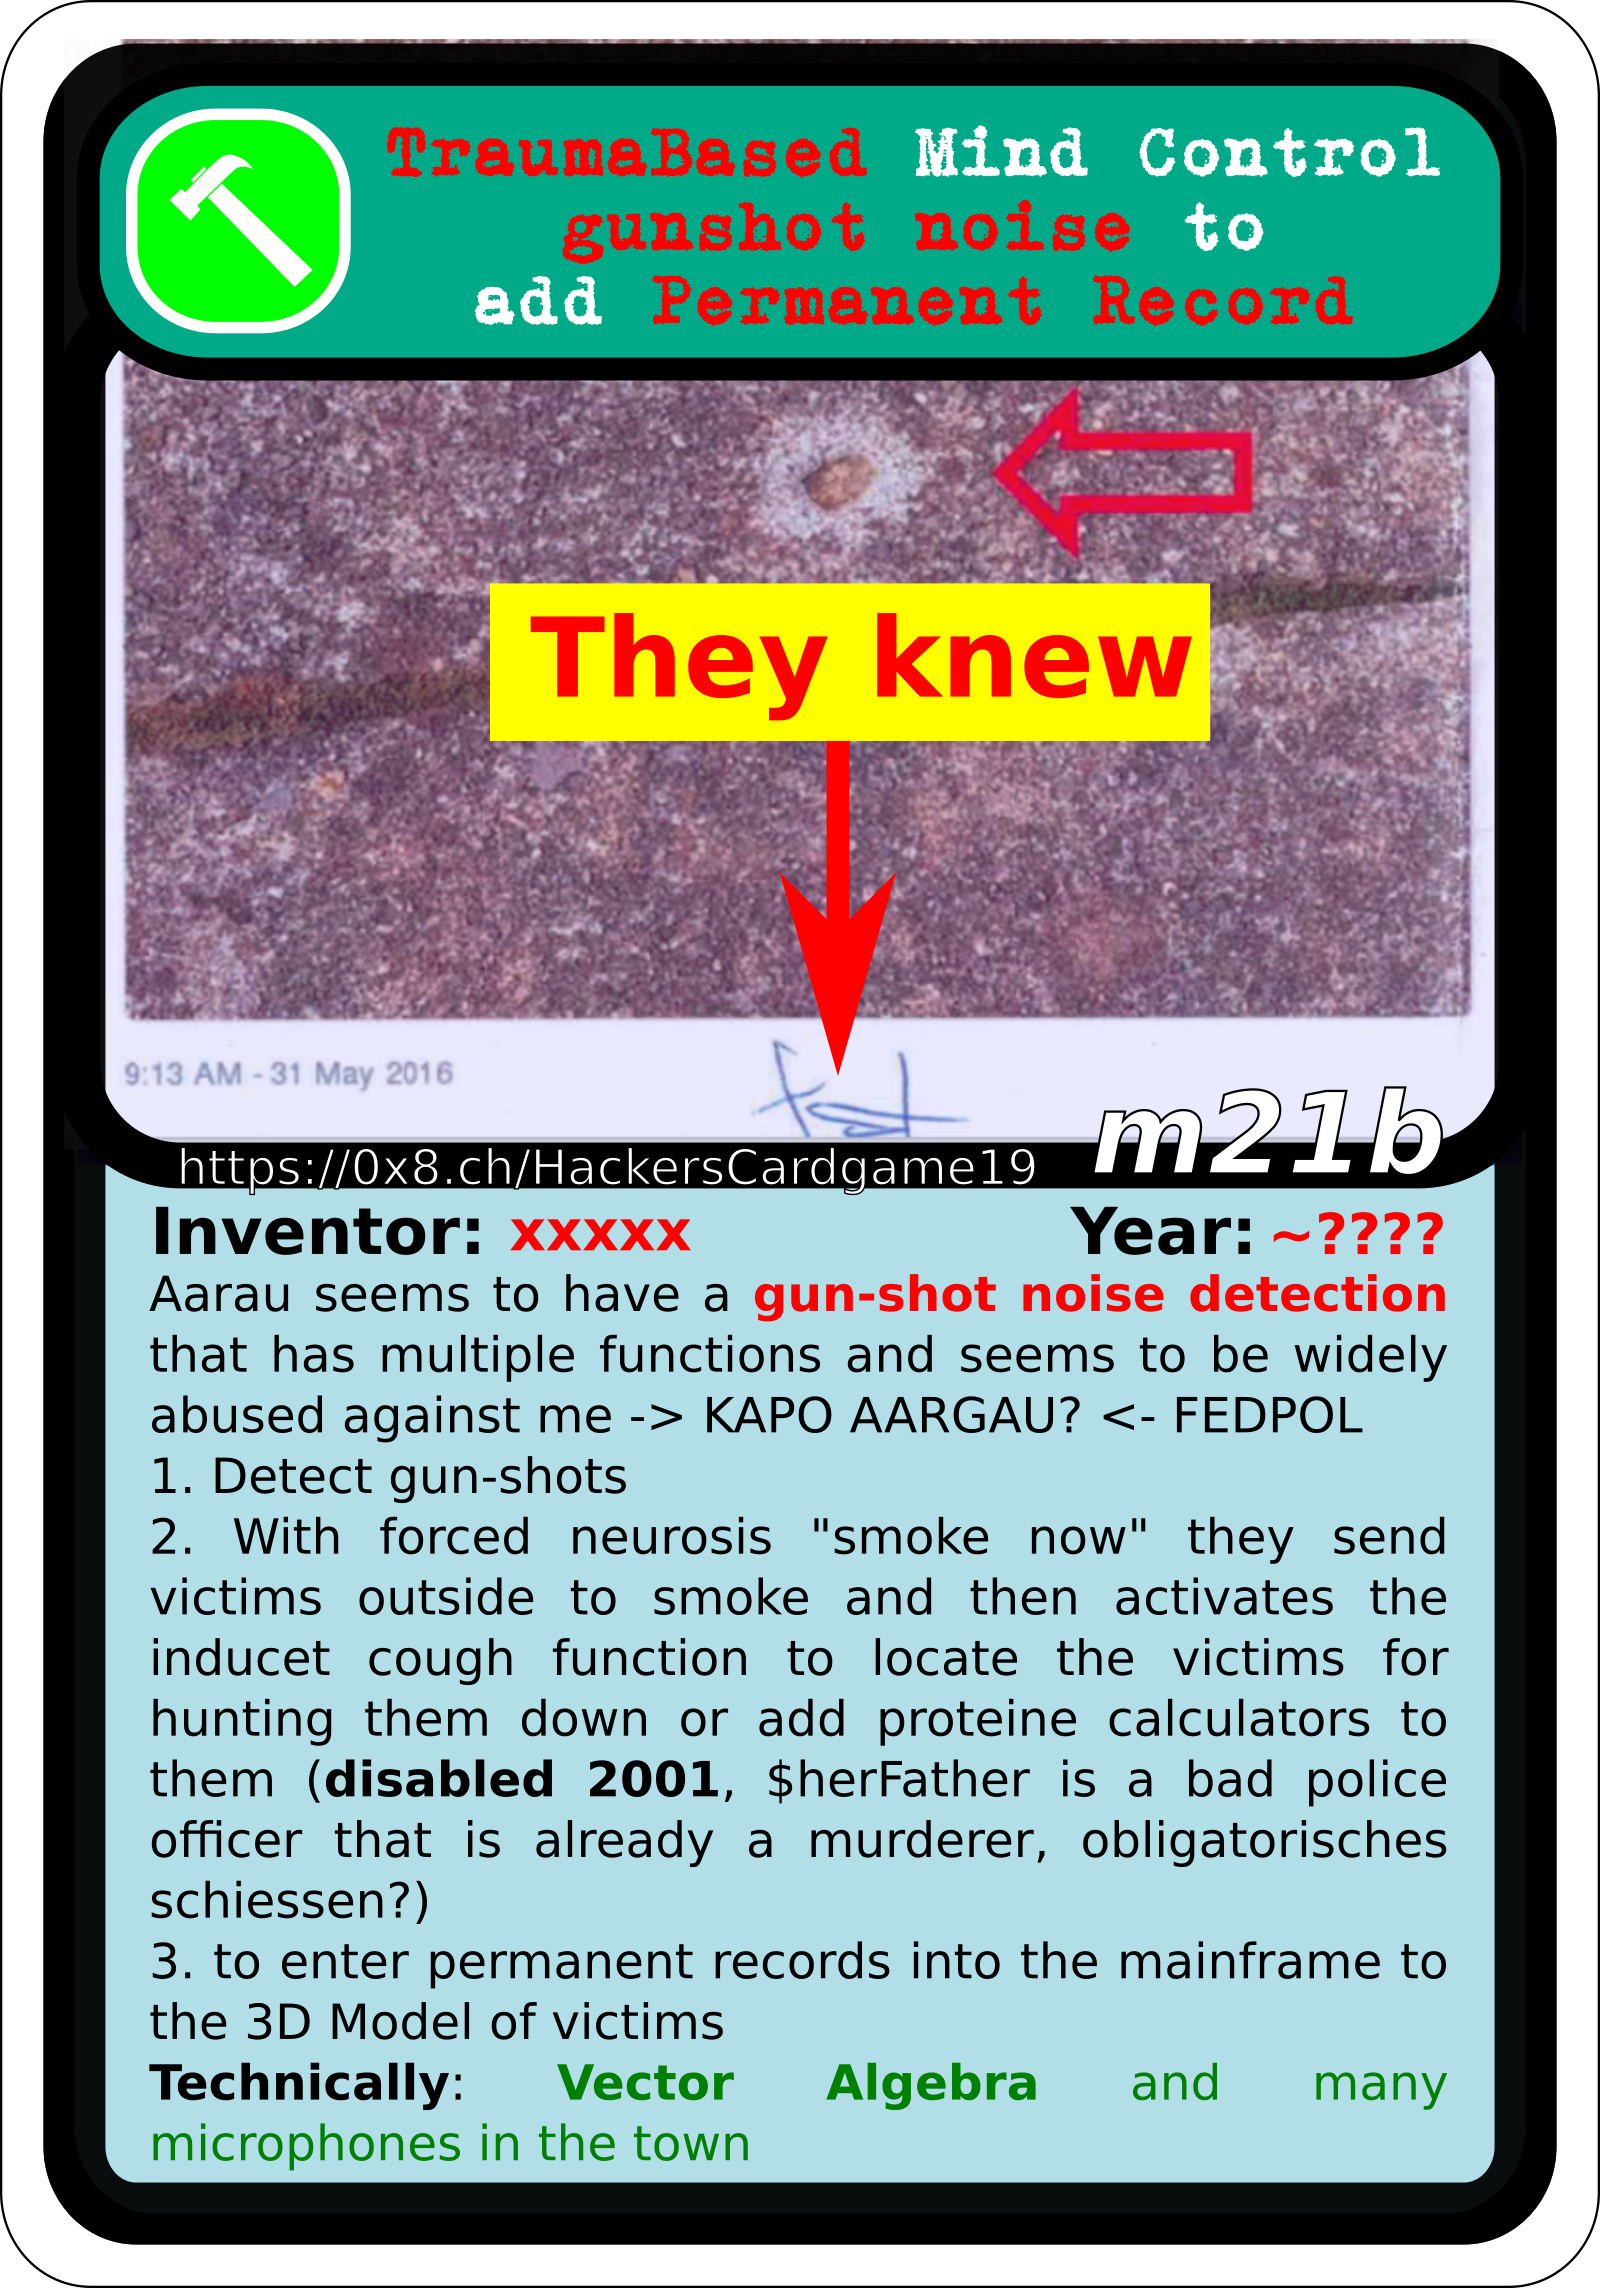 TraumaBased Mind Control
gunshot noise to
add Permanent Record
They knew
9:13 AM - 31 May 2016
m21b
https://0x8.ch/HackersCardgame19
Inventor: xxxxx Year: ~????
Aarau seems to have a gun-shot noise detection
that has multiple functions and seems to be widely
abused against me -> KAPO AARGAU? <- FEDPOL
1. Detect gun-shots
2. With forced neurosis "smoke now" they send
victims outside to smoke and then activates the
inducet cough function to locate the victims for
hunting them down or add proteine calculators to
them (disabled 2001, $herFather is a bad police
officer that is already a murderer, obligatorisches
schiessen?)
3. to enter permanent records into the mainframe to
the 3D Model of victims
Technically: Vector Algebra and many
microphones in the town